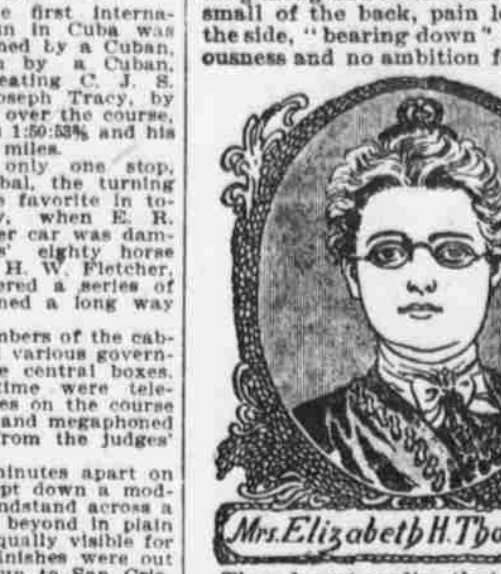 e first interna-
un in Cuba was
ned by a Cuban,
n by a Cuban,
eating C. J. S.
oseph Tracy, by
over the course,
s 1:50:53⅗ and his
miles.
only one stop,
bal, the turning
e favorite in to-
y. when E. R.
er car was dam-
s' eighty horse
H. W. Fletcher,
ered a series of
ned a long way
mbers of the cab-
various govern-
e central boxes.
time were tele-
es on the course
and megaphoned
from the judges'
minutes apart on
pt down a mod-
ndstand across a
beyond in plain
qually visible for
inishes were out
small of the back, pain
the side, "bearing down"
ousness and no ambition f
Mrs. Elizabeth H. Tho